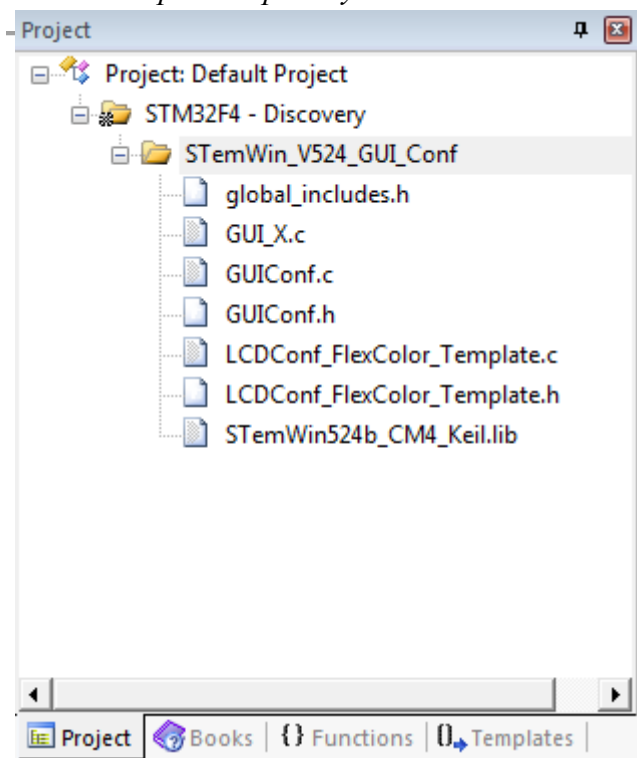 Project
Project: Default Project
STM32F4 - Discovery
STemWin_V524_GUI_Conf
global_includes.h
GUI_X.c
GUIConf.c
GUIConf.h
LCDConf_FlexColor_Template.c
LCDConf_FlexColor_Template.h
STemWin524b_CM4_Keil.lib
Project Books {} Functions 0 Templates